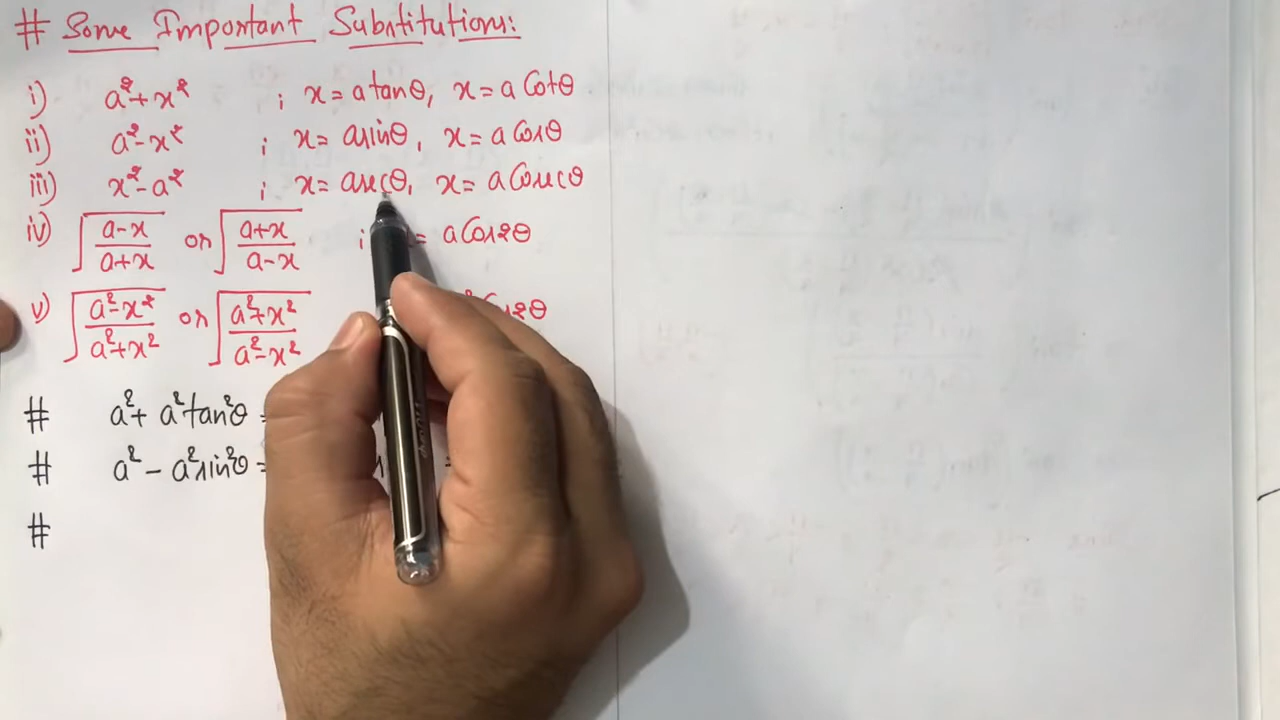 # Some Important Substitutions:
i) a²+x² ; x = a tanθ, x = a Cotθ
ii) a²-x² ; x = a sinθ, x = a Cosθ
iii) x²-a² ; x = a secθ, x = a Cosecθ
iv) √((a-x)/(a+x)) or √((a+x)/(a-x)) ; = a Cos2θ
v) √((a²-x²)/(a²+x²)) or √((a²+x²)/(a²-x²)) Cos2θ
# a²+ a²tan²θ =
# a² - a²sin²θ = =
#